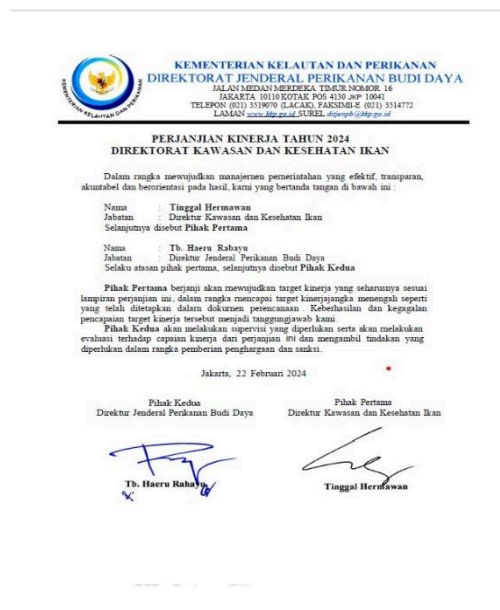 KEMENTERIAN KELAUTAN DAN PERIKANAN
KEMENTERIAN KELAUTAN DAN PERIKANAN
DIREKTORAT JENDERAL PERIKANAN BUDI DAYA
JALAN MEDAN MERDEKA TIMUR NOMOR 16
JAKARTA 10110 KOTAK POS 4130 JKP 10041
TELEPON (021) 3519070 (LACAK), FAKSIMILE (021) 3514772
LAMAN www.kkp.go.id SUREL ditjenpb@kkp.go.id
PERJANJIAN KINERJA TAHUN 2024
DIREKTORAT KAWASAN DAN KESEHATAN IKAN
Dalam rangka mewujudkan manajemen pemerintahan yang efektif, transparan,
akuntabel dan berorientasi pada hasil, kami yang bertanda tangan di bawah ini :
Nama : Tinggal Hermawan
Jabatan : Direktur Kawasan dan Kesehatan Ikan
Selanjutnya disebut Pihak Pertama
Nama : Tb. Haeru Rahayu
Jabatan : Direktur Jenderal Perikanan Budi Daya
Selaku atasan pihak pertama, selanjutnya disebut Pihak Kedua
Pihak Pertama berjanji akan mewujudkan target kinerja yang seharusnya sesuai
lampiran perjanjian ini, dalam rangka mencapai target kinerjajangka menengah seperti
yang telah ditetapkan dalam dokumen perencanaan . Keberhasilan dan kegagalan
pencapaian target kinerja tersebut menjadi tanggungjawab kami.
Pihak Kedua akan melakukan supervisi yang diperlukan serta akan melakukan
evaluasi terhadap capaian kinerja dari perjanjian ini dan mengambil tindakan yang
diperlukan dalam rangka pemberian penghargaan dan sanksi.
Jakarta, 22 Februari 2024
Pihak Kedua
Direktur Jenderal Perikanan Budi Daya
Tb. Haeru Rahayu
Pihak Pertama
Direktur Kawasan dan Kesehatan Ikan
Tinggal Hermawan